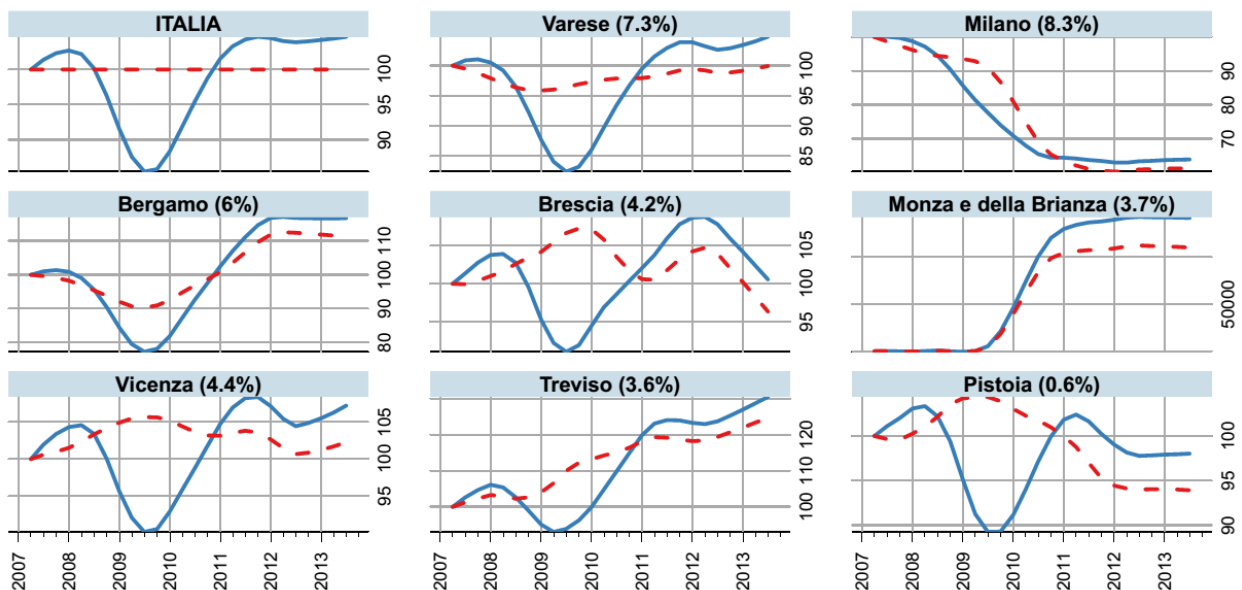 ITALIA
100
95
90
Varese (7.3%)
100
95
90
85
Milano (8.3%)
90
80
70
Bergamo (6%)
110
100
90
80
Brescia (4.2%)
105
100
95
Monza e della Brianza (3.7%)
50000
Vicenza (4.4%)
105
100
95
Treviso (3.6%)
120
110
100
Pistoia (0.6%)
100
90
2007 2008 2009 2010 2011 2012 2013
2007 2008 2009 2010 2011 2012 2013
2007 2008 2009 2010 2011 2012 2013